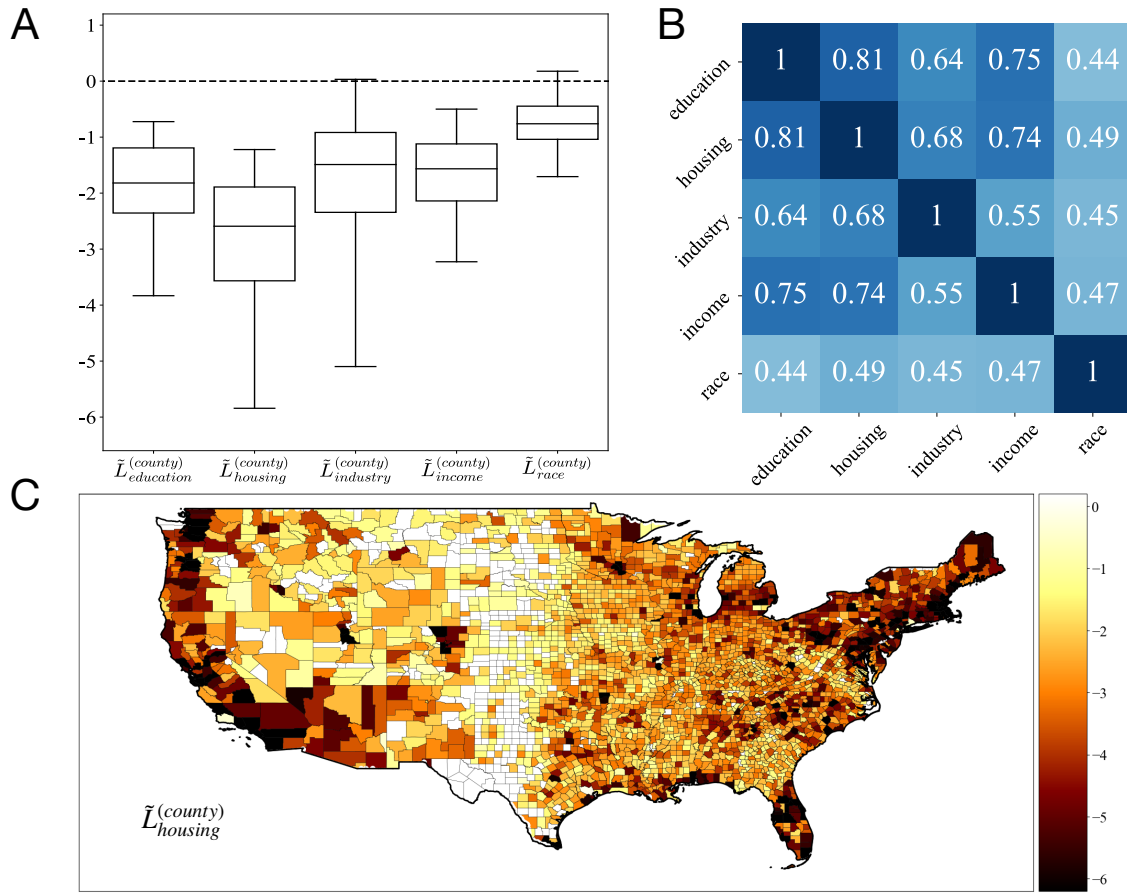 A
1
0
-1
-2
-3
-4
-5
-6
L̃^{(county)}_{education}
L̃^{(county)}_{housing}
L̃^{(county)}_{industry}
L̃^{(county)}_{income}
L̃^{(county)}_{race}
B
education 1 0.81 0.64 0.75 0.44
housing 0.81 1 0.68 0.74 0.49
industry 0.64 0.68 1 0.55 0.45
income 0.75 0.74 0.55 1 0.47
race 0.44 0.49 0.45 0.47 1
education housing industry income race
C
L̃^{(county)}_{housing}
0
−1
−2
−3
−4
−5
−6